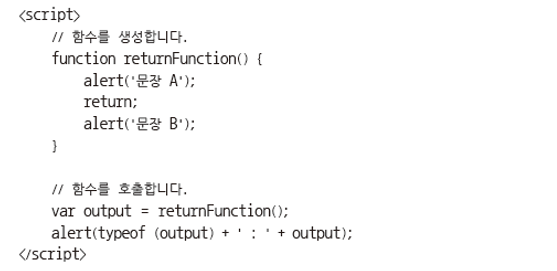 <script>
    // 함수를 생성합니다.
    function returnFunction() {
        alert('문장 A');
        return;
        alert('문장 B');
    }

    // 함수를 호출합니다.
    var output = returnFunction();
    alert(typeof (output) + ' : ' + output);
</script>